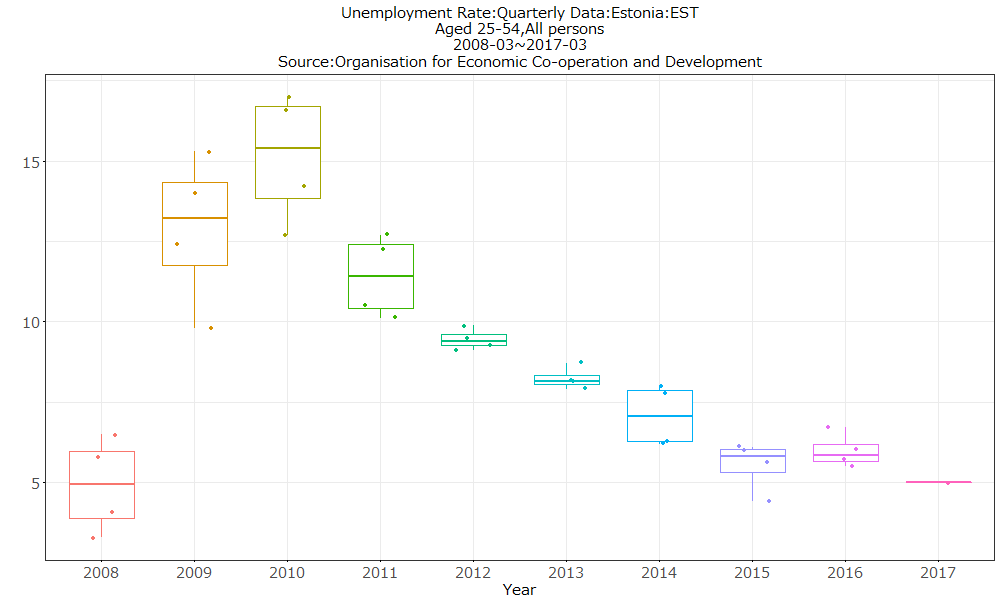 Unemployment Rate:Quarterly Data:Estonia:EST
Aged 25-54,All persons
2008-03~2017-03
Source:Organisation for Economic Co-operation and Development
15
10
5
2008 2009 2010 2011 2012 2013 2014 2015 2016 2017
Year